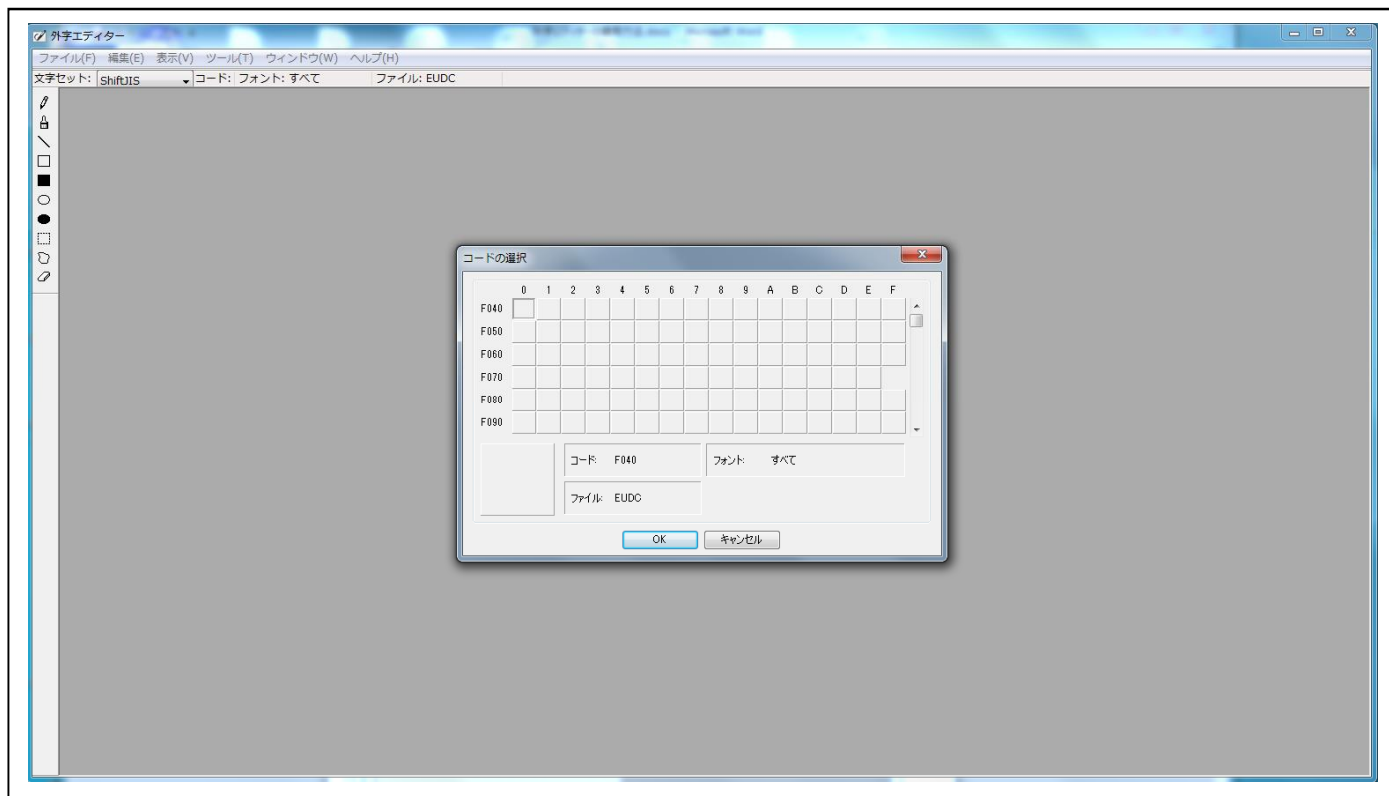 外字エディター
ファイル(F) 編集(E) 表示(V) ツール(T) ウィンドウ(W) ヘルプ(H)
文字セット: ShiftJIS コード: フォント: すべて ファイル: EUDC
コードの選択
0 1 2 3 4 5 6 7 8 9 A B C D E F
F040
F050
F060
F070
F080
F090
コード: F040 フォント: すべて
ファイル: EUDC
OK キャンセル